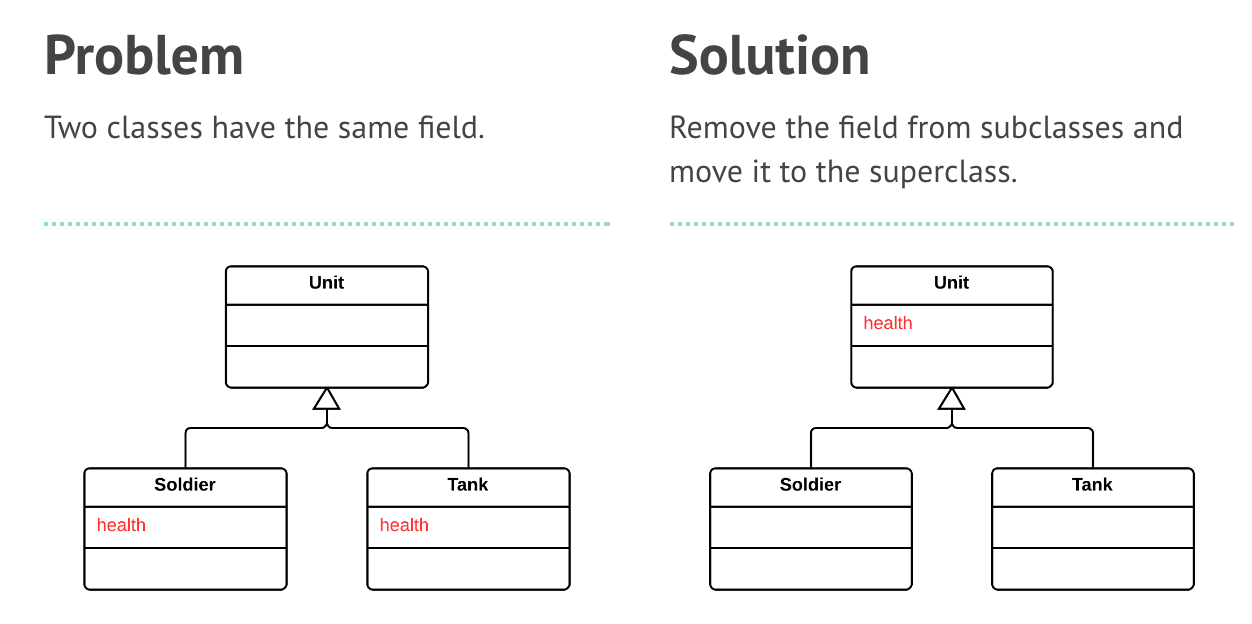 Problem
Two classes have the same field.
Unit
Soldier
health
Tank
health
Solution
Remove the field from subclasses and
move it to the superclass.
Unit
health
Soldier
Tank